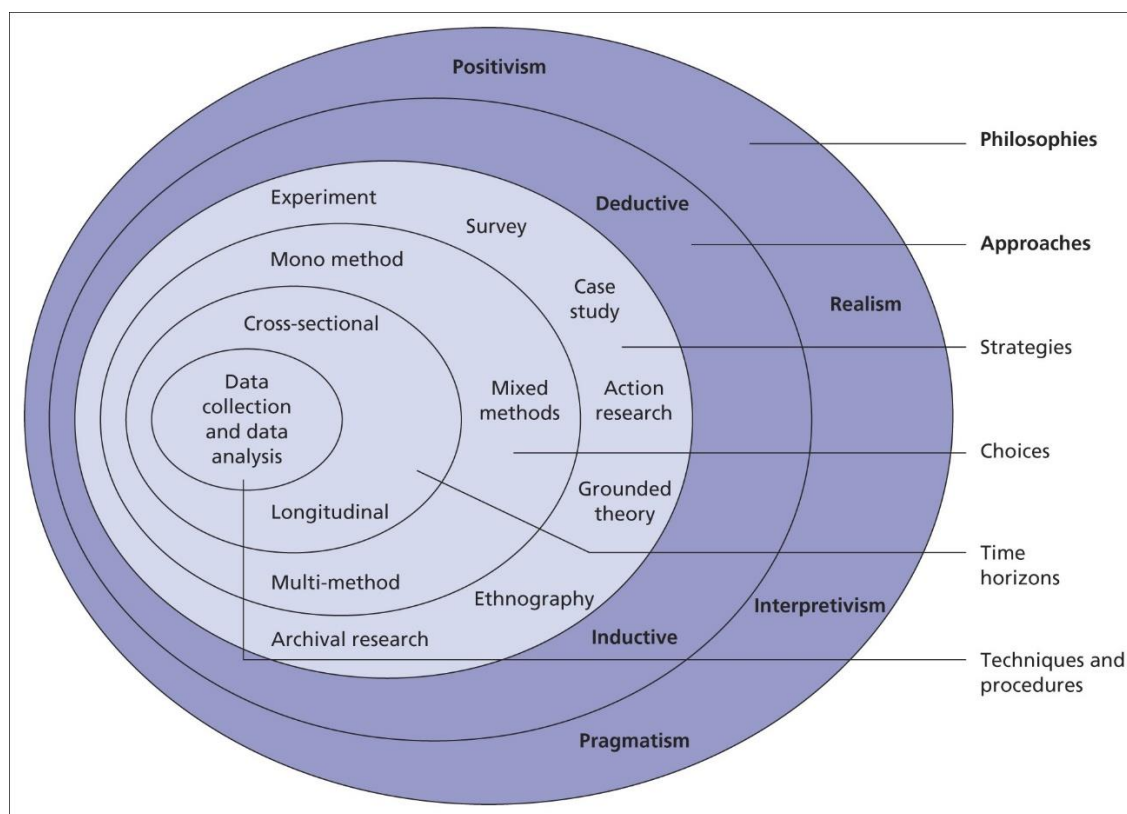 Positivism
Philosophies
Experiment
Deductive
Survey
Approaches
Mono method
Case
study
Realism
Cross-sectional
Strategies
Data
collection
and data
analysis
Mixed
methods
Action
research
Choices
Grounded
theory
Longitudinal
Time
horizons
Multi-method
Ethnography
Interpretivism
Archival research
Inductive
Techniques and
procedures
Pragmatism